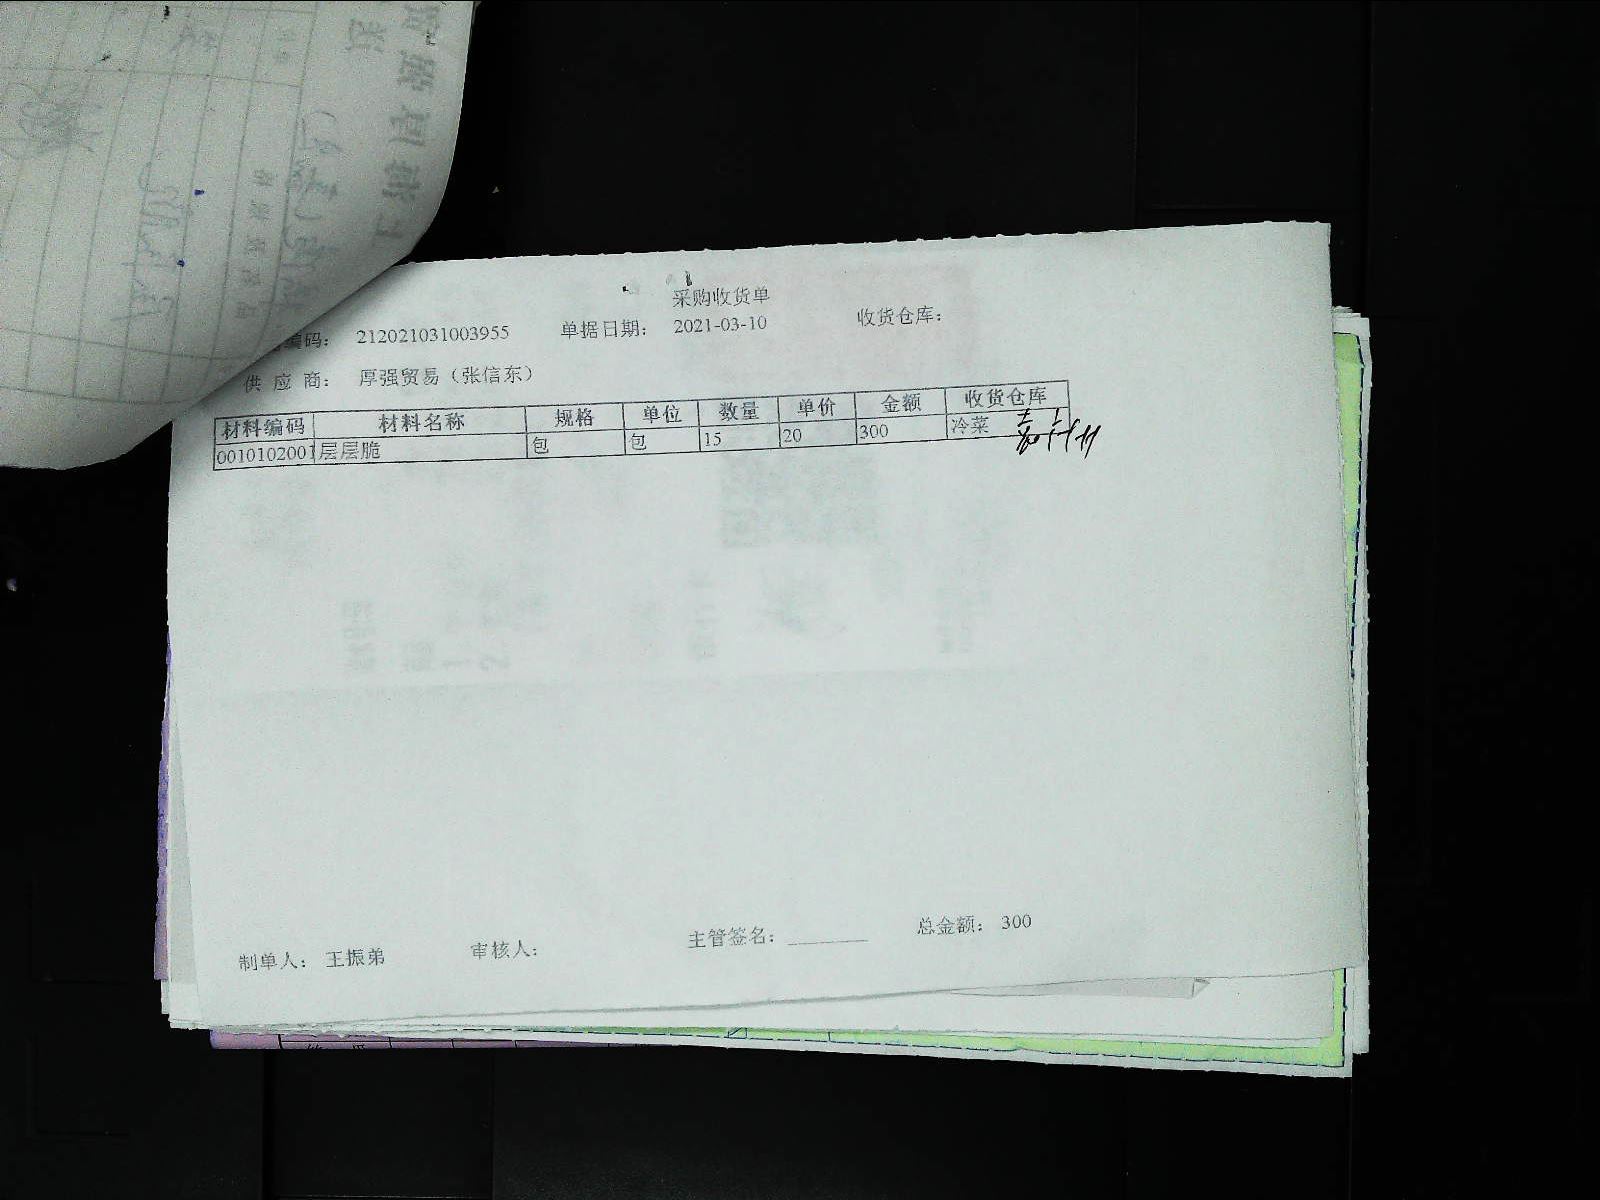 采购收货单
编码： 212021031003955 单据日期： 2021-03-10 收货仓库：
供应商： 厚强贸易（张信东）
材料编码 材料名称 规格 单位 数量 单价 金额 收货仓库
0010102001 层层脆 包 包 15 20 300 冷菜
制单人： 王振弟 审核人： 主管签名： 总金额： 300